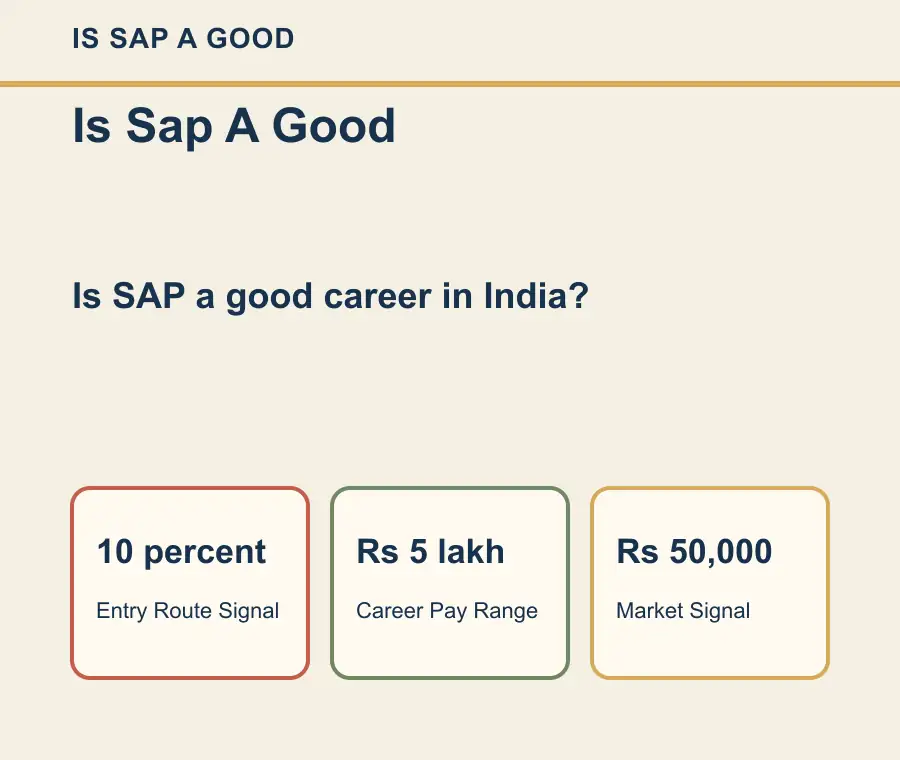 IS SAP A GOOD
Is Sap A Good
Is SAP a good career in India?
10 percent
Entry Route Signal
Rs 5 lakh
Career Pay Range
Rs 50,000
Market Signal